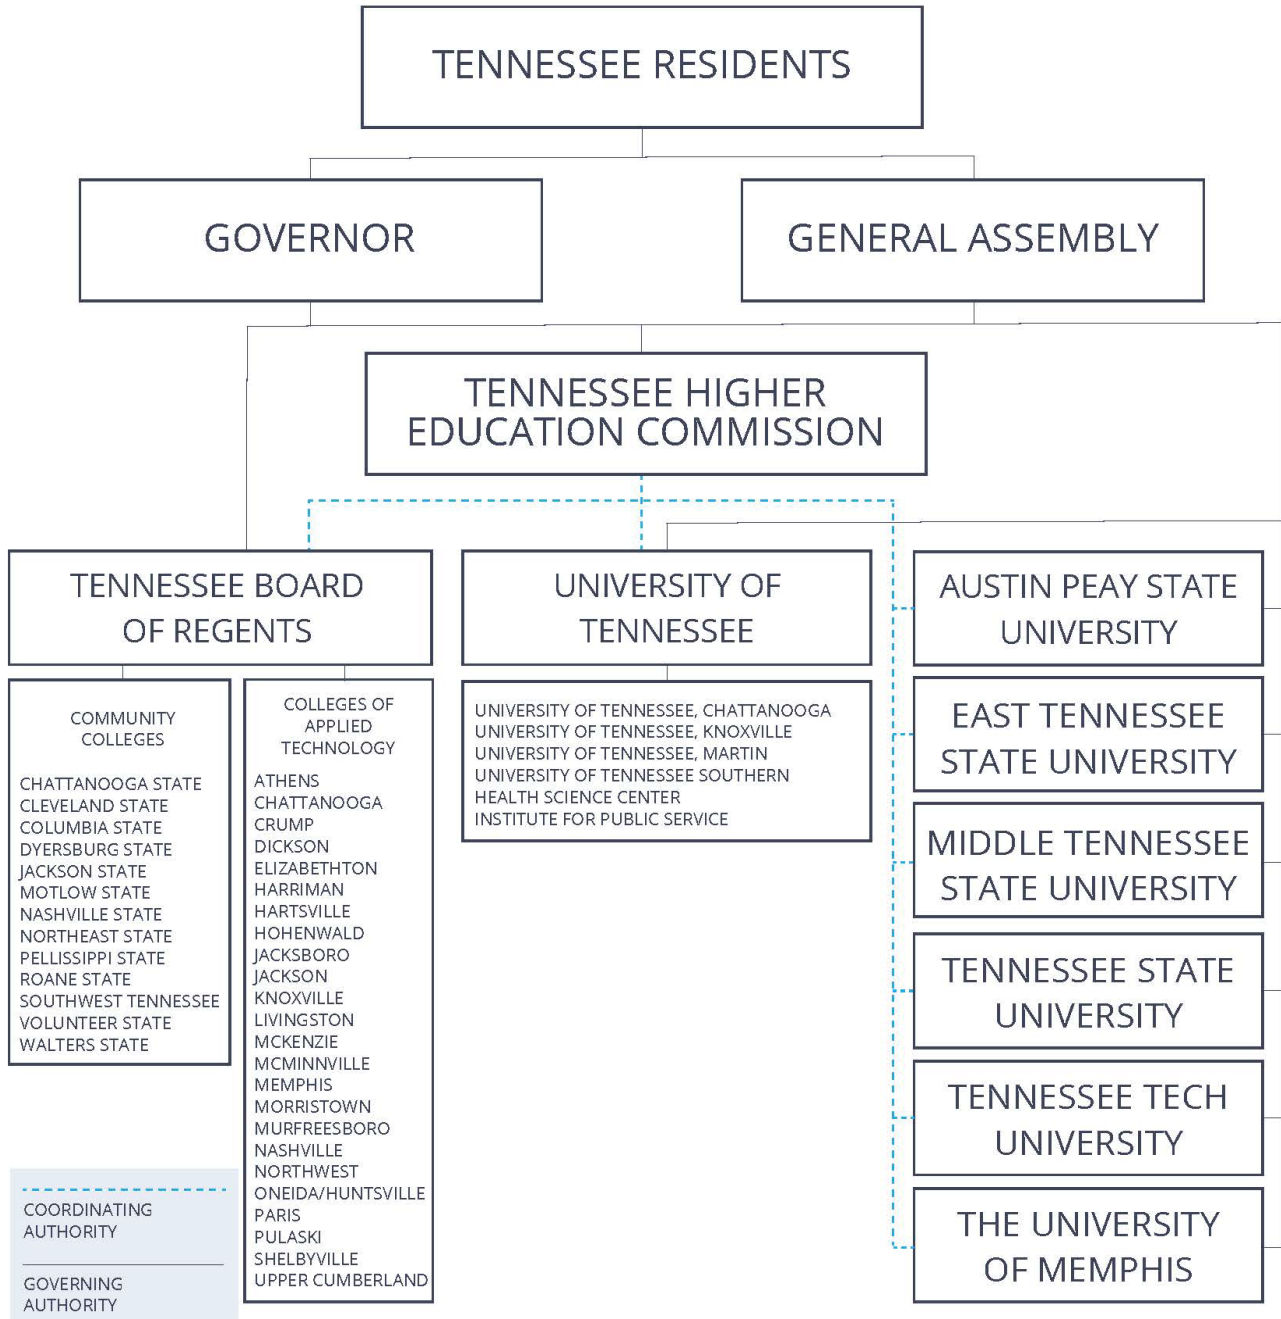 TENNESSEE RESIDENTS
GOVERNOR
GENERAL ASSEMBLY
TENNESSEE HIGHER
EDUCATION COMMISSION
TENNESSEE BOARD
OF REGENTS
UNIVERSITY OF
TENNESSEE
COMMUNITY
COLLEGES
CHATTANOOGA STATE
CLEVELAND STATE
COLUMBIA STATE
DYERSBURG STATE
JACKSON STATE
MOTLOW STATE
NASHVILLE STATE
NORTHEAST STATE
PELLISSIPPI STATE
ROANE STATE
SOUTHWEST TENNESSEE
VOLUNTEER STATE
WALTERS STATE
COLLEGES OF
APPLIED
TECHNOLOGY
ATHENS
CHATTANOOGA
CRUMP
DICKSON
ELIZABETHTON
HARRIMAN
HARTSVILLE
HOHENWALD
JACKSBORO
JACKSON
KNOXVILLE
LIVINGSTON
MCKENZIE
MCMINNVILLE
MEMPHIS
MORRISTOWN
MURFREESBORO
NASHVILLE
NORTHWEST
ONEIDA/HUNTSVILLE
PARIS
PULASKI
SHELBYVILLE
UPPER CUMBERLAND
UNIVERSITY OF TENNESSEE, CHATTANOOGA
UNIVERSITY OF TENNESSEE, KNOXVILLE
UNIVERSITY OF TENNESSEE, MARTIN
UNIVERSITY OF TENNESSEE SOUTHERN
HEALTH SCIENCE CENTER
INSTITUTE FOR PUBLIC SERVICE
AUSTIN PEAY STATE
UNIVERSITY
EAST TENNESSEE
STATE UNIVERSITY
MIDDLE TENNESSEE
STATE UNIVERSITY
TENNESSEE STATE
UNIVERSITY
TENNESSEE TECH
UNIVERSITY
THE UNIVERSITY
OF MEMPHIS
COORDINATING
AUTHORITY
GOVERNING
AUTHORITY